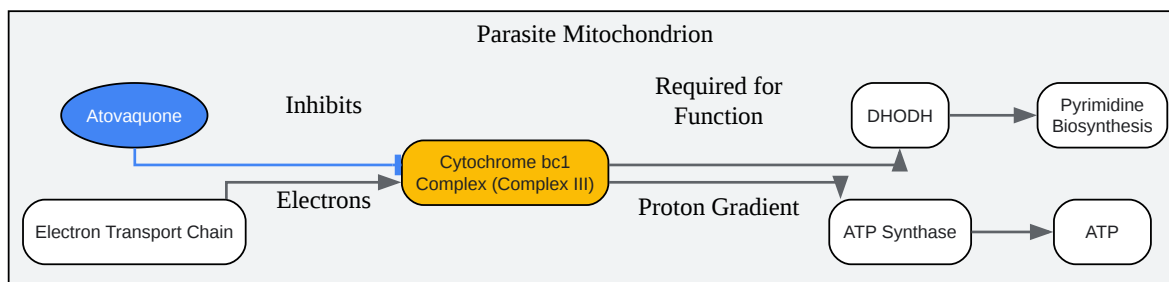 Parasite Mitochondrion
Atovaquone
Inhibits
Required for
Function
DHODH
Pyrimidine
Biosynthesis
Cytochrome bc1
Complex (Complex III)
Electrons
Proton Gradient
Electron Transport Chain
ATP Synthase
ATP